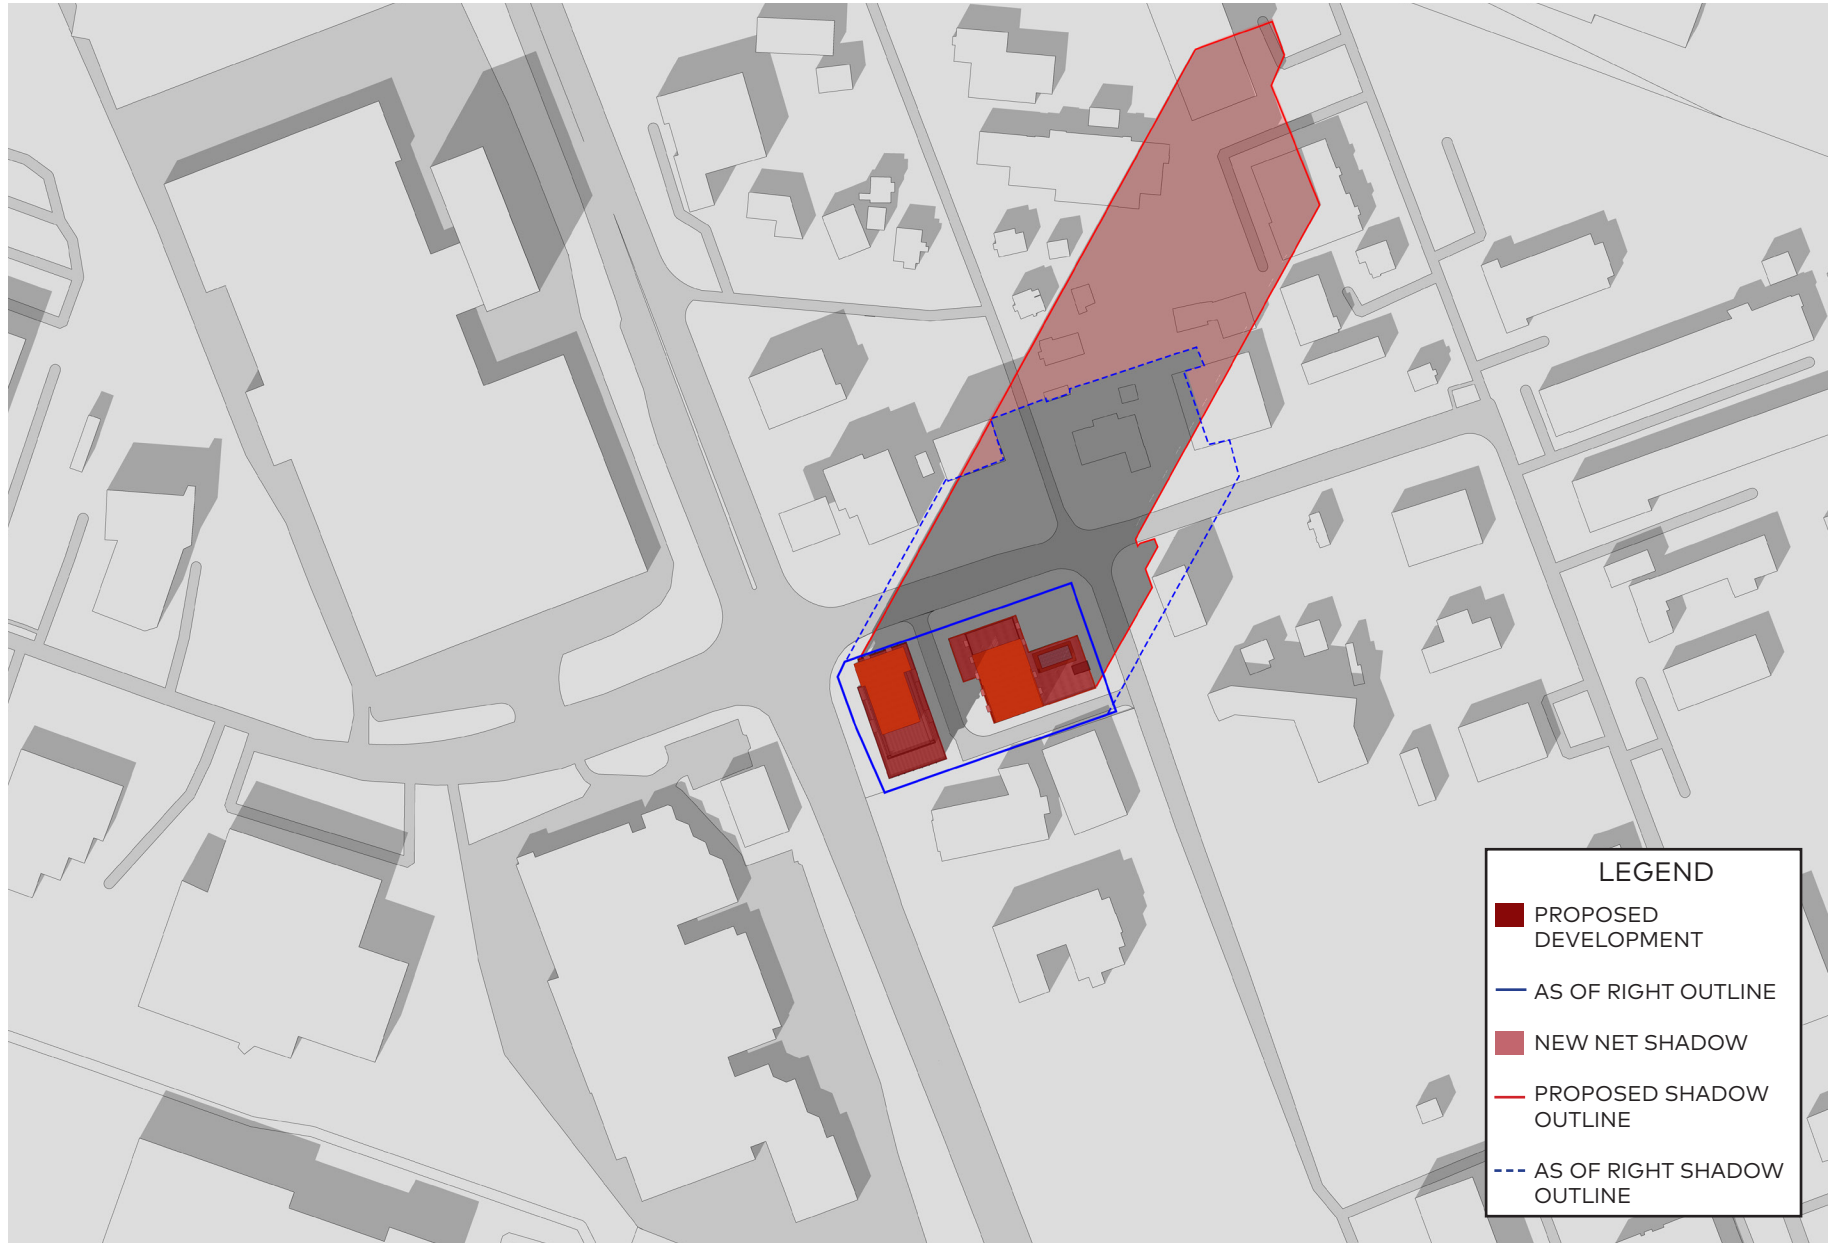 LEGEND
PROPOSED
DEVELOPMENT
AS OF RIGHT OUTLINE
NEW NET SHADOW
PROPOSED SHADOW
OUTLINE
AS OF RIGHT SHADOW
OUTLINE